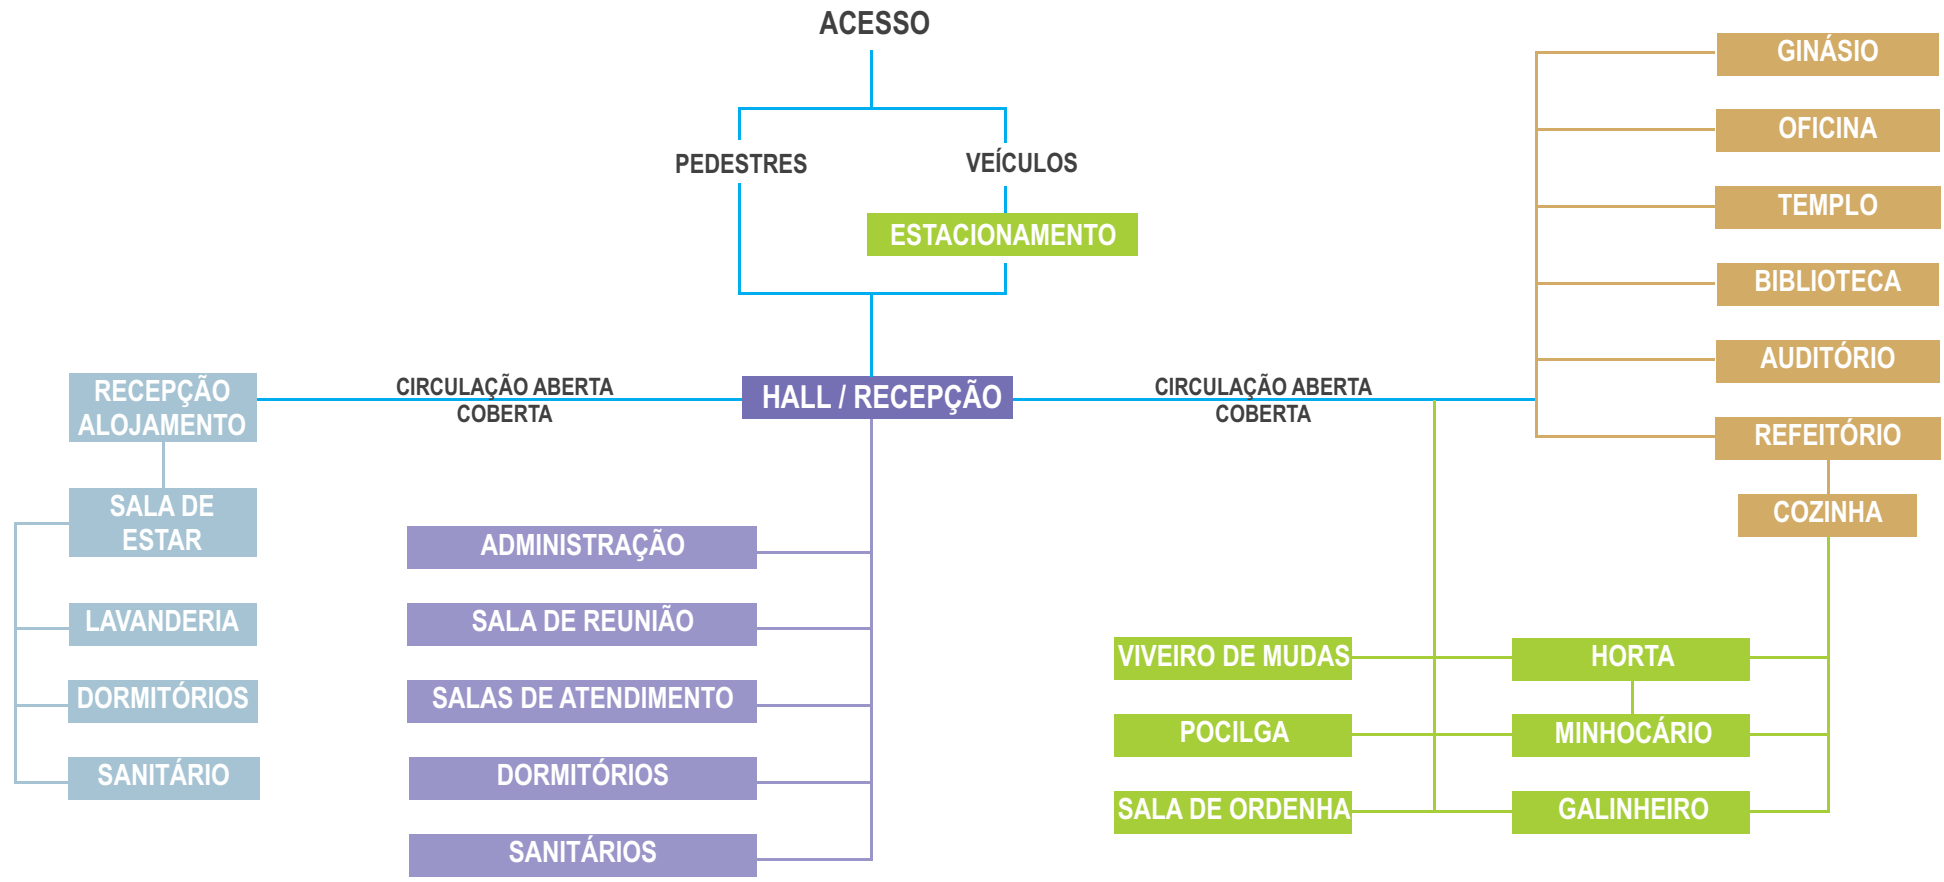 ACESSO
PEDESTRES
VEÍCULOS
ESTACIONAMENTO
HALL / RECEPÇÃO
CIRCULAÇÃO ABERTA
COBERTA
RECEPÇÃO
ALOJAMENTO
SALA DE
ESTAR
LAVANDERIA
DORMITÓRIOS
SANITÁRIO
ADMINISTRAÇÃO
SALA DE REUNIÃO
SALAS DE ATENDIMENTO
DORMITÓRIOS
SANITÁRIOS
CIRCULAÇÃO ABERTA
COBERTA
GINÁSIO
OFICINA
TEMPLO
BIBLIOTECA
AUDITÓRIO
REFEITÓRIO
COZINHA
VIVEIRO DE MUDAS
HORTA
POCILGA
MINHOCÁRIO
SALA DE ORDENHA
GALINHEIRO